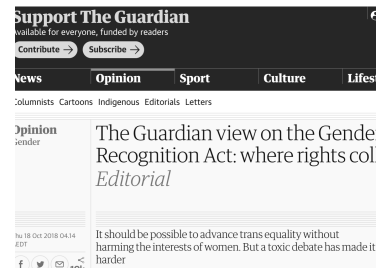 Support The Guardian
Available for everyone, funded by readers
Contribute → Subscribe →
News Opinion Sport Culture Lifes
Columnists Cartoons Indigenous Editorials Letters
Opinion
Gender
The Guardian view on the Gende
Recognition Act: where rights coll
Editorial
Thu 18 Oct 2018 04.14
AEDT
It should be possible to advance trans equality without
harming the interests of women. But a toxic debate has made it
harder